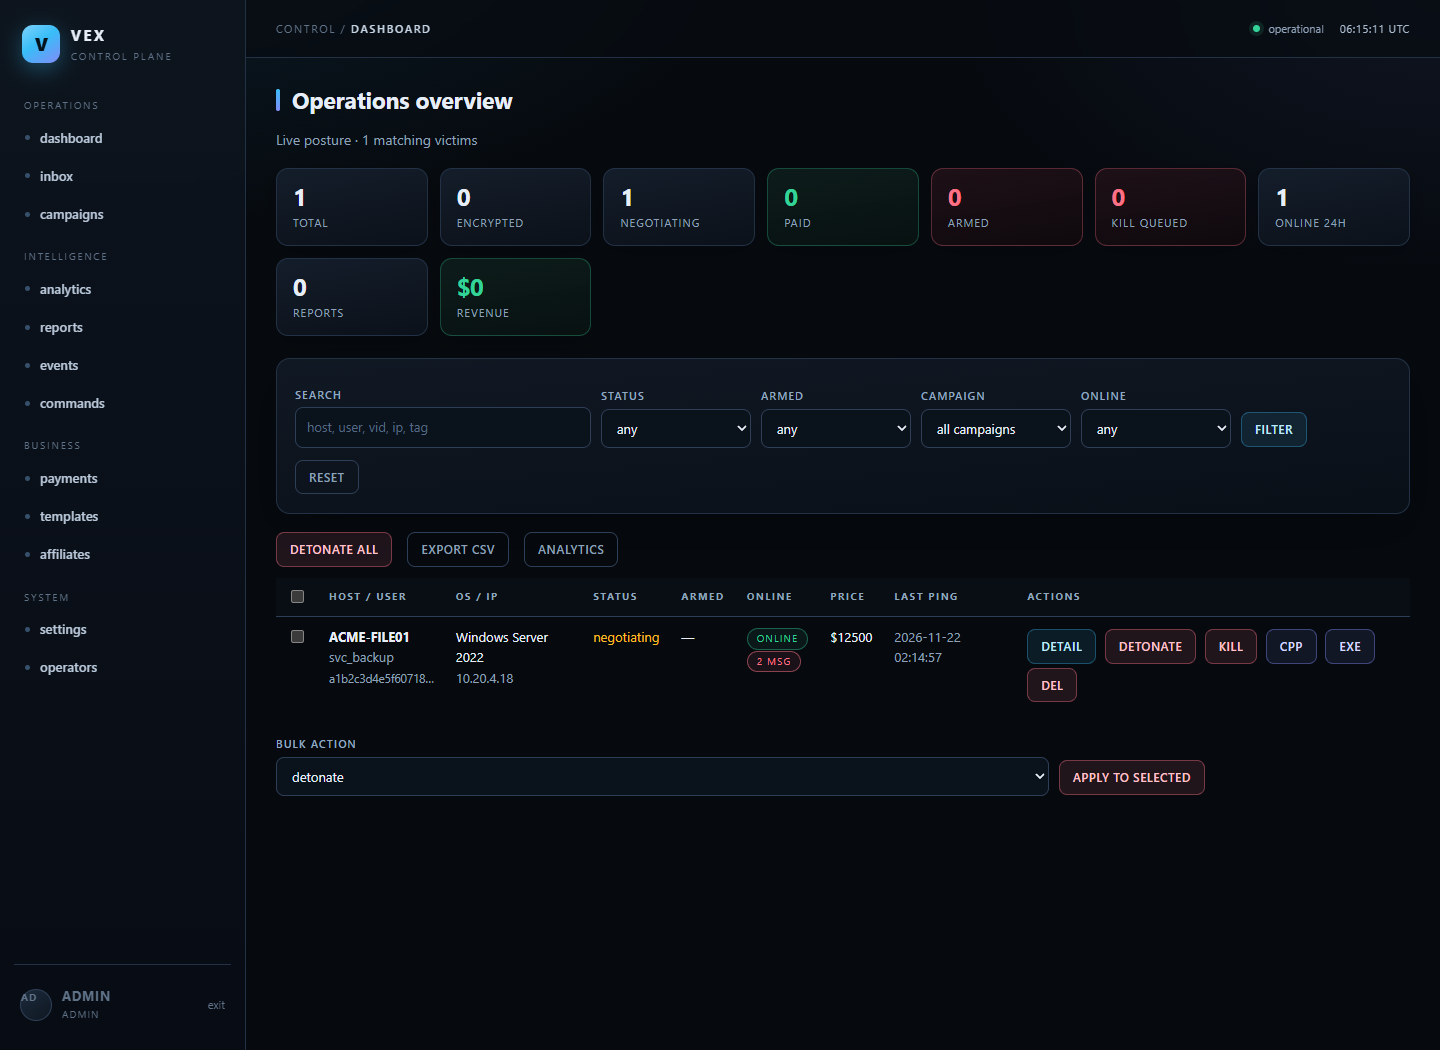 V
VEX
CONTROL PLANE
OPERATIONS
dashboard
inbox
campaigns
INTELLIGENCE
analytics
reports
events
commands
BUSINESS
payments
templates
affiliates
SYSTEM
settings
operators
AD
ADMIN
ADMIN
exit
CONTROL / DASHBOARD
operational 06:15:11 UTC
Operations overview
Live posture · 1 matching victims
1
TOTAL
0
ENCRYPTED
1
NEGOTIATING
0
PAID
0
ARMED
0
KILL QUEUED
1
ONLINE 24H
0
REPORTS
$0
REVENUE
SEARCH
host, user, vid, ip, tag
STATUS
any
ARMED
any
CAMPAIGN
all campaigns
ONLINE
any
FILTER
RESET
DETONATE ALL EXPORT CSV ANALYTICS
HOST / USER OS / IP STATUS ARMED ONLINE PRICE LAST PING ACTIONS
ACME-FILE01
svc_backup
a1b2c3d4e5f60718...
Windows Server
2022
10.20.4.18
negotiating
—
ONLINE
2 MSG
$12500
2026-11-22
02:14:57
DETAIL DETONATE KILL CPP EXE
DEL
BULK ACTION
detonate
APPLY TO SELECTED